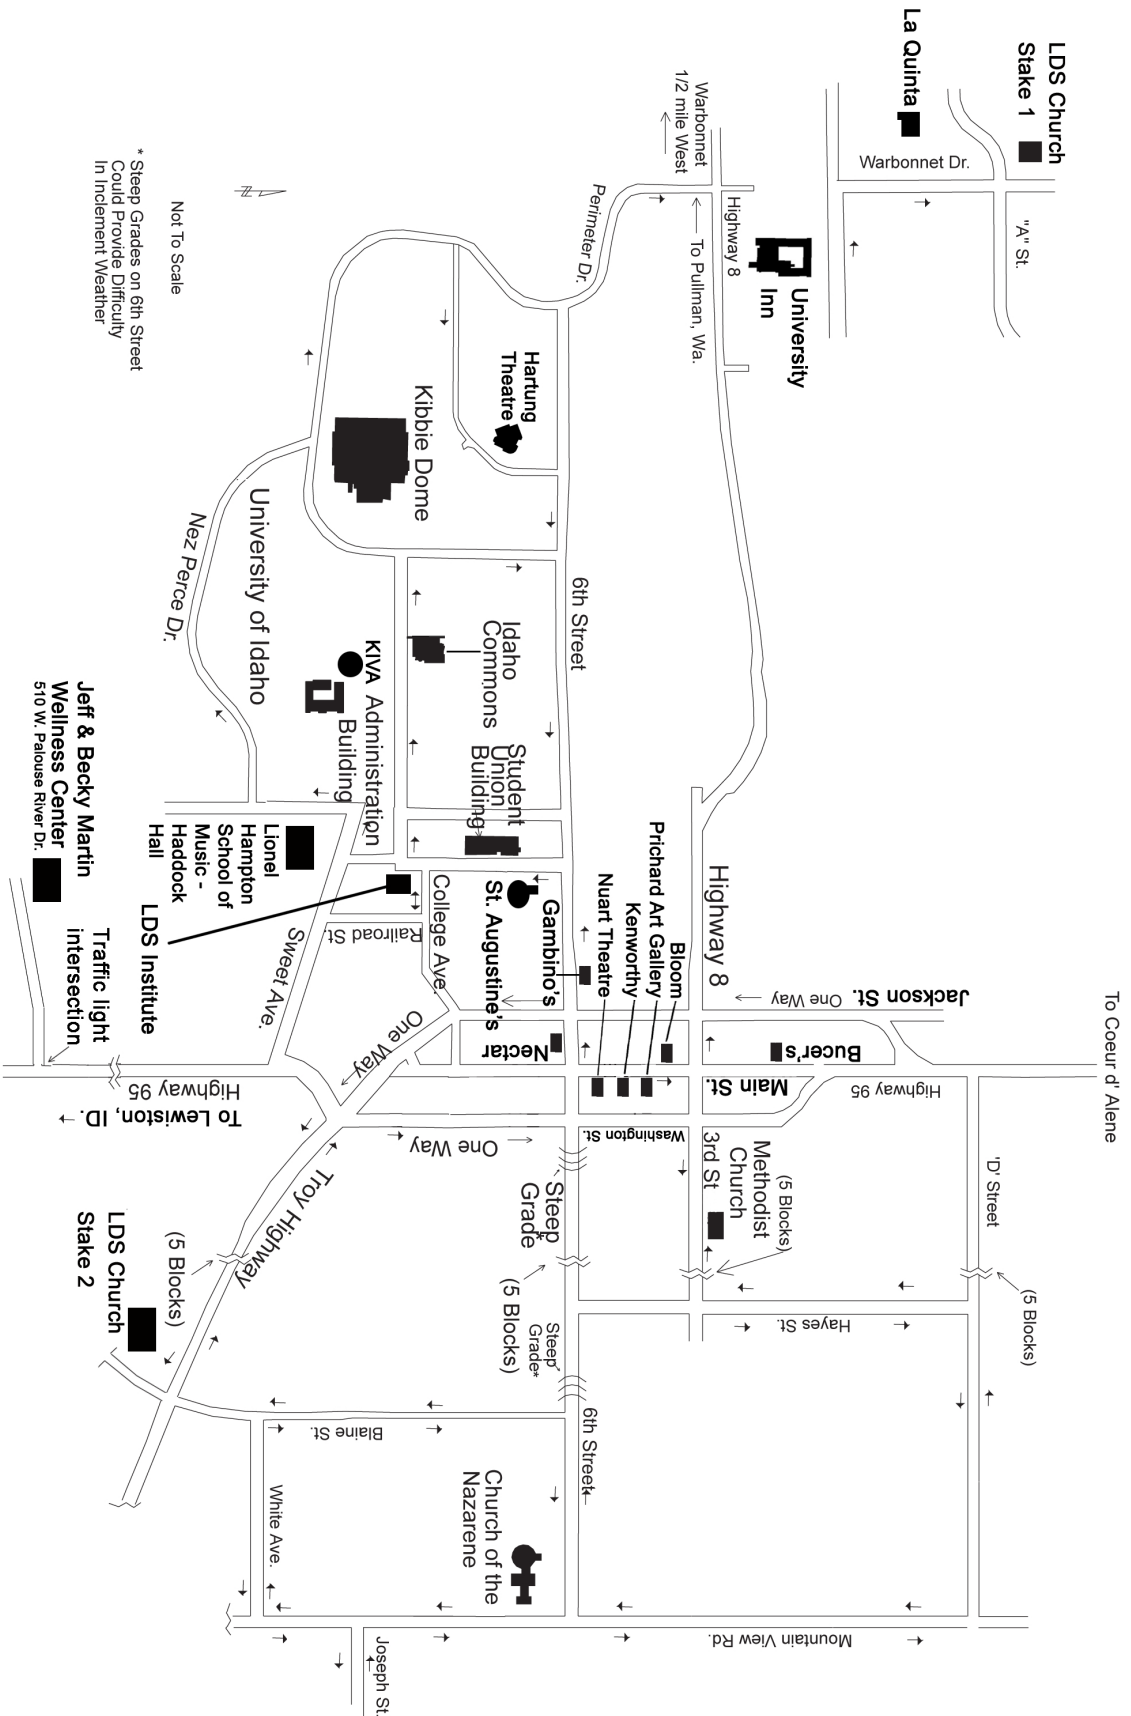 LDS Church
Stake 1
La Quinta
Warbonnet Dr.
"A" St.
Warbonnet
1/2 mile West
Highway 8
To Pullman, Wa.
University
Inn
Perimeter Dr.
* Steep Grades on 6th Street
Could Provide Difficulty
In Inclement Weather
Not To Scale
N
Hartung
Theatre
Kibbie Dome
6th Street
University of Idaho
Nez Perce Dr.
Idaho
Commons
Student
Union
Building
KIVA
Administration
Building
Jeff & Becky Martin
Wellness Center
510 W. Palouse River Dr.
Lionel
Hampton
School of
Music -
Haddock
Hall
LDS Institute
Traffic light
intersection
Railroad St.
Sweet Ave.
College Ave.
St. Augustine's
Gambino's
Nuart Theatre
Kenworthy
Prichard Art Gallery
Bloom
Highway 8
Jackson St.
One Way
To Coeur d' Alene
Nectar
Bucer's
Main St.
Highway 95
One Way
Highway 95
To Lewiston, ID.
One Way
Washington St.
3rd St
Methodist
Church
(5 Blocks)
'D' Street
(5 Blocks)
Steep
Grade*
(5 Blocks)
Steep
Grade*
Troy Highway
(5 Blocks)
LDS Church
Stake 2
Hayes St.
Blaine St.
6th Street
White Ave.
Church of the
Nazarene
Mountain View Rd.
Joseph St.